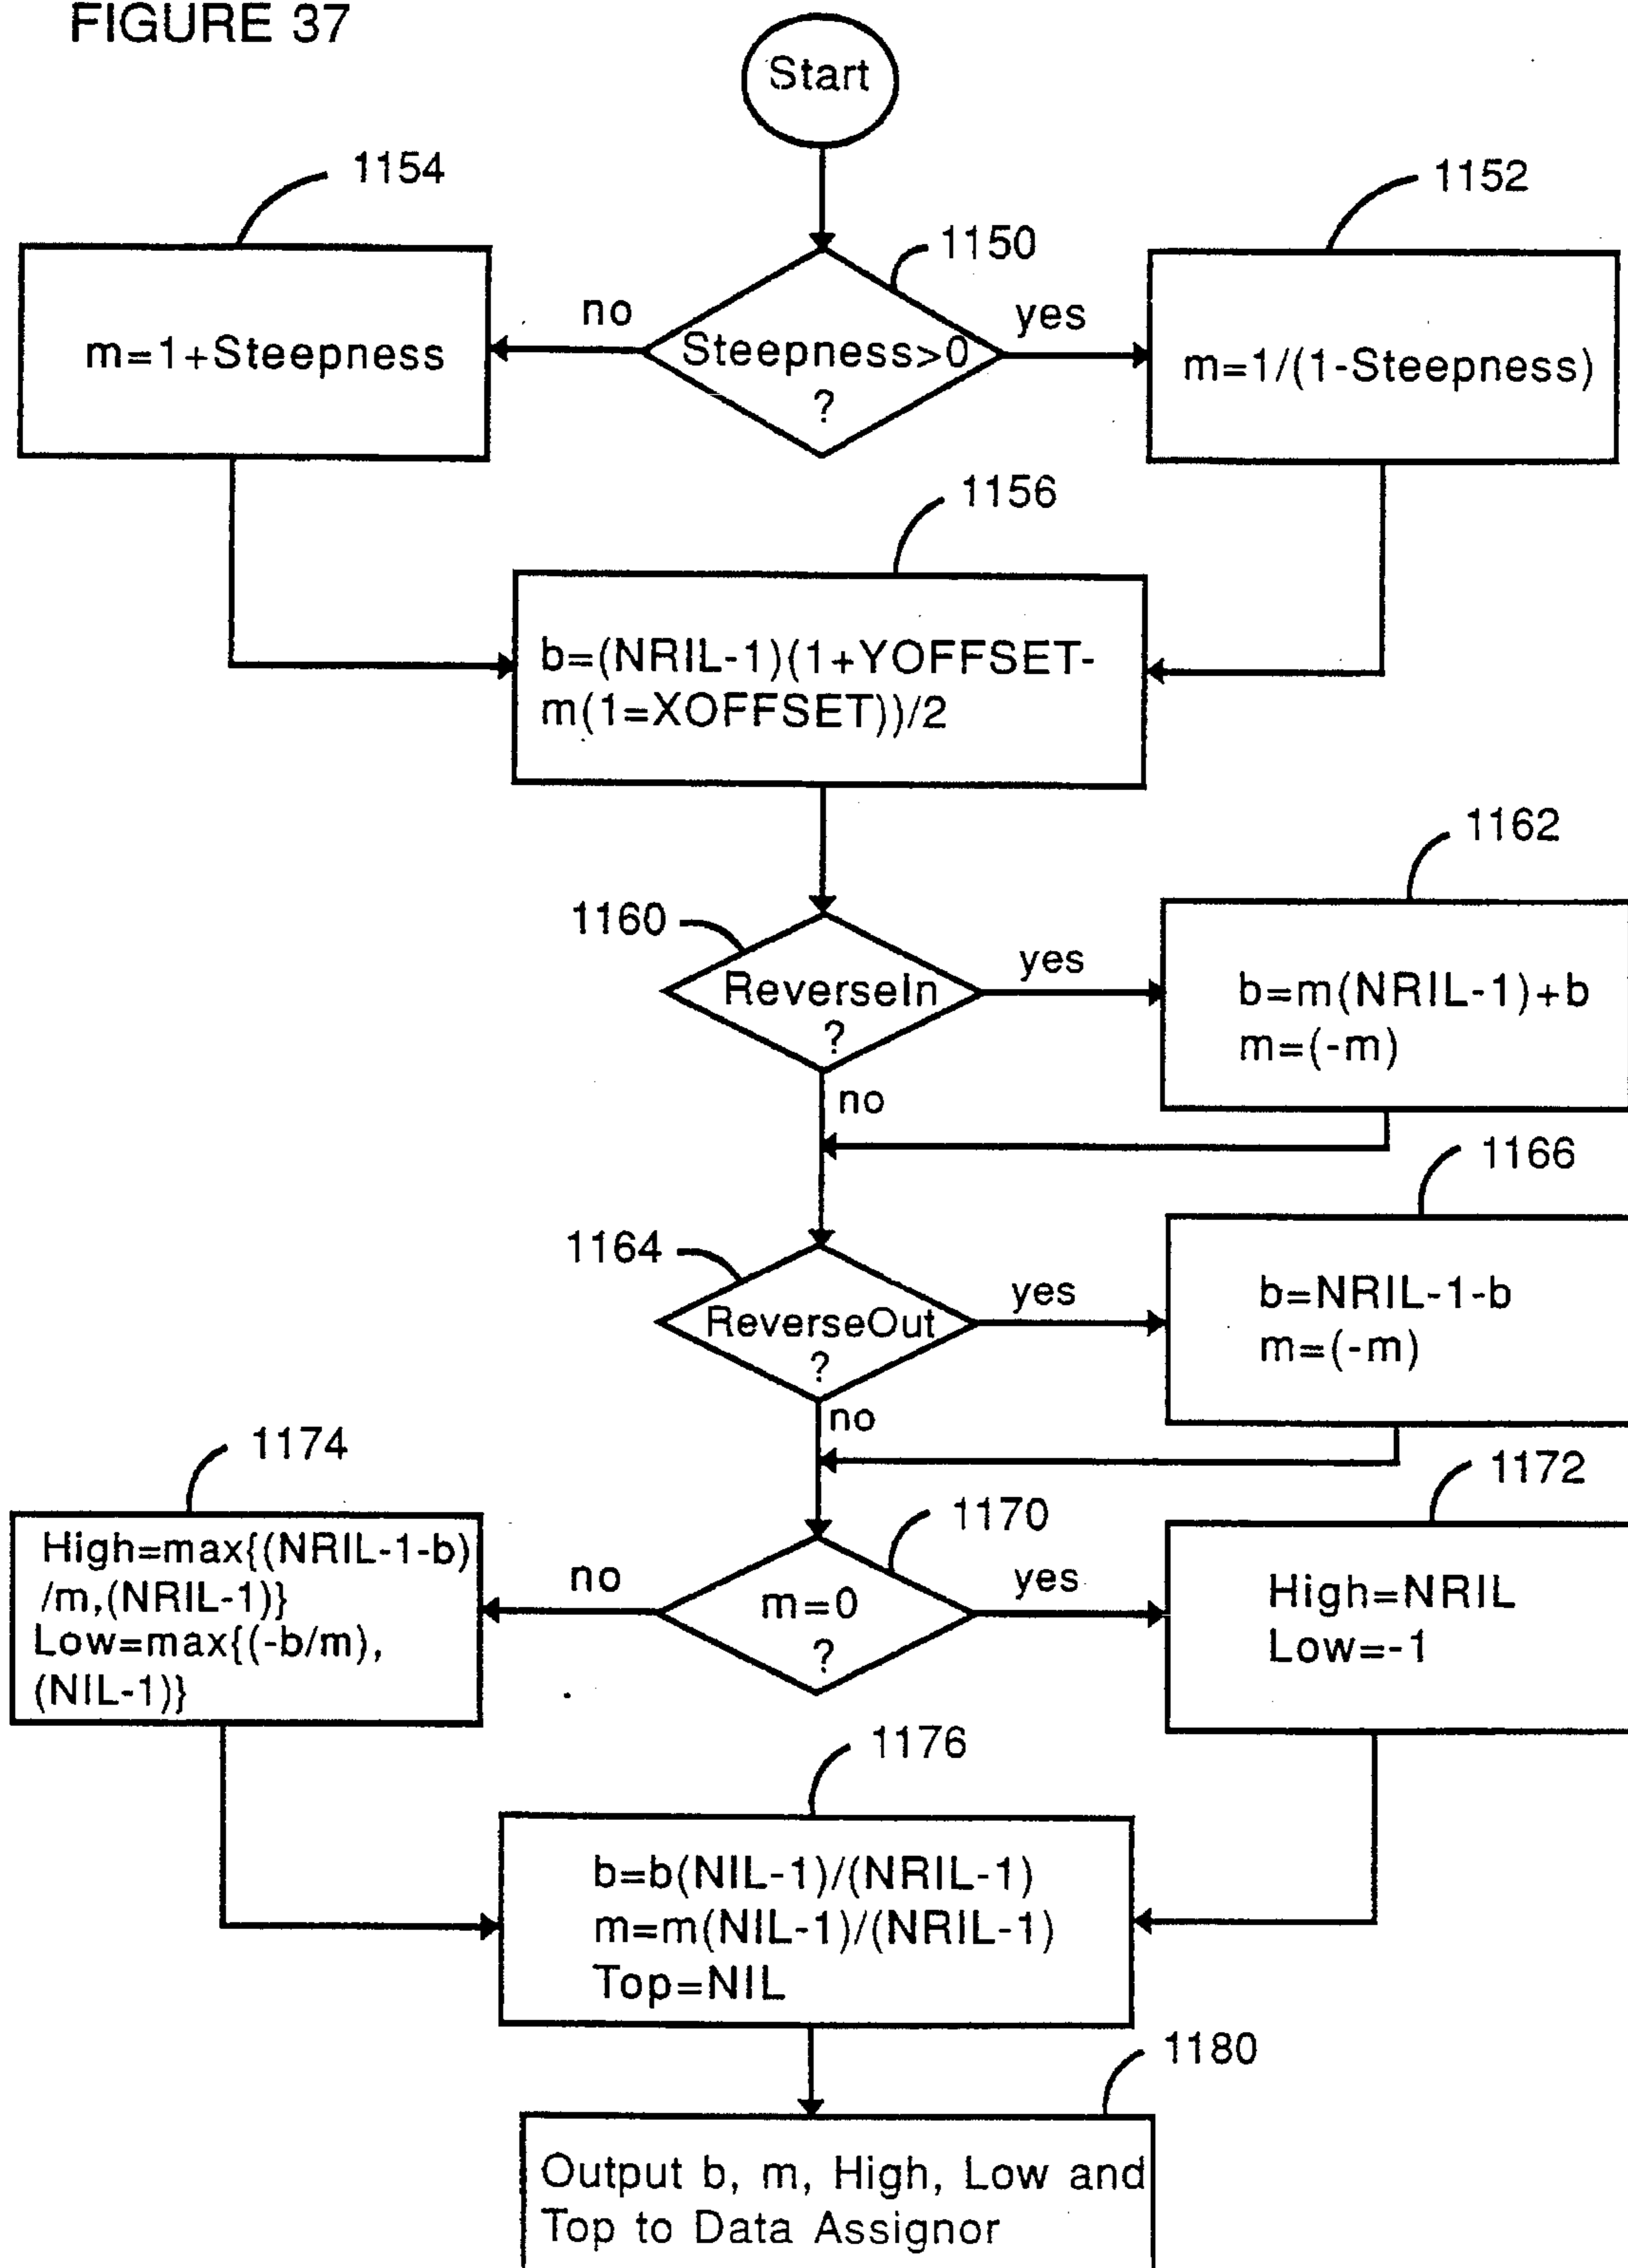 FIGURE 37
Start
1154
1152
1150
no
yes
m=1+Steepness
Steepness>0
?
m=1/(1-Steepness)
1156
b=(NRIL-1)(1+YOFFSET-
m(1=XOFFSET))/2
1162
1160
yes
ReverseIn
?
b=m(NRIL-1)+b
m=(-m)
no
1166
1164
yes
ReverseOut
?
b=NRIL-1-b
m=(-m)
no
1174
1172
1170
High=max{(NRIL-1-b)
/m,(NRIL-1)}
Low=max{(-b/m),
(NIL-1)}
no
yes
m=0
?
High=NRIL
Low=-1
1176
b=b(NIL-1)/(NRIL-1)
m=m(NIL-1)/(NRIL-1)
Top=NIL
1180
Output b, m, High, Low and
Top to Data Assignor